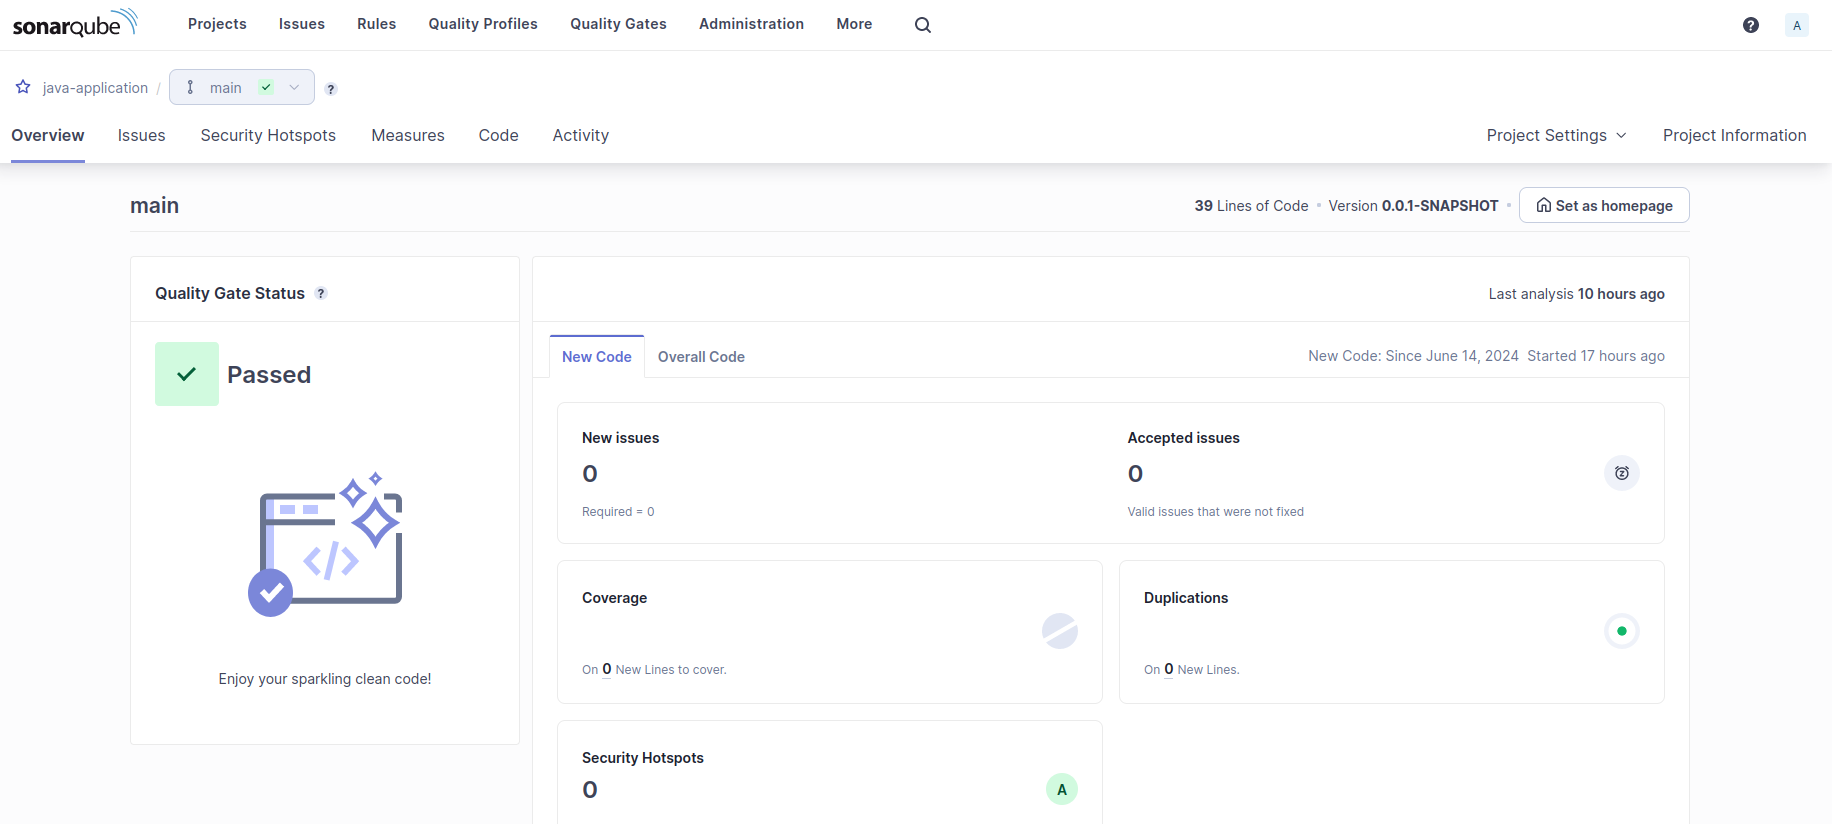 sonarqube Projects Issues Rules Quality Profiles Quality Gates Administration More ? A
java-application / main ?
Overview Issues Security Hotspots Measures Code Activity Project Settings Project Information
main 39 Lines of Code • Version 0.0.1-SNAPSHOT • Set as homepage
Quality Gate Status ?
Passed
</>
Enjoy your sparkling clean code!
Last analysis 10 hours ago
New Code Overall Code New Code: Since June 14, 2024 Started 17 hours ago
New issues
0
Required = 0
Accepted issues
0
Valid issues that were not fixed
Coverage
On 0 New Lines to cover.
Duplications
On 0 New Lines.
Security Hotspots
0 A